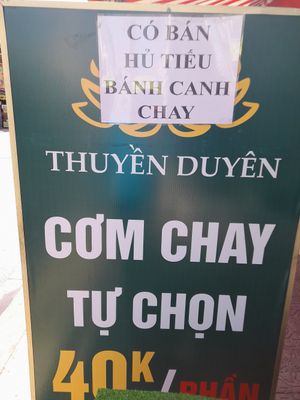 CÓ BÁN
HỦ TIẾU
BÁNH CANH
CHAY
THUYỀN DUYÊN
CƠM CHAY
TỰ CHỌN
40K/PHẦN